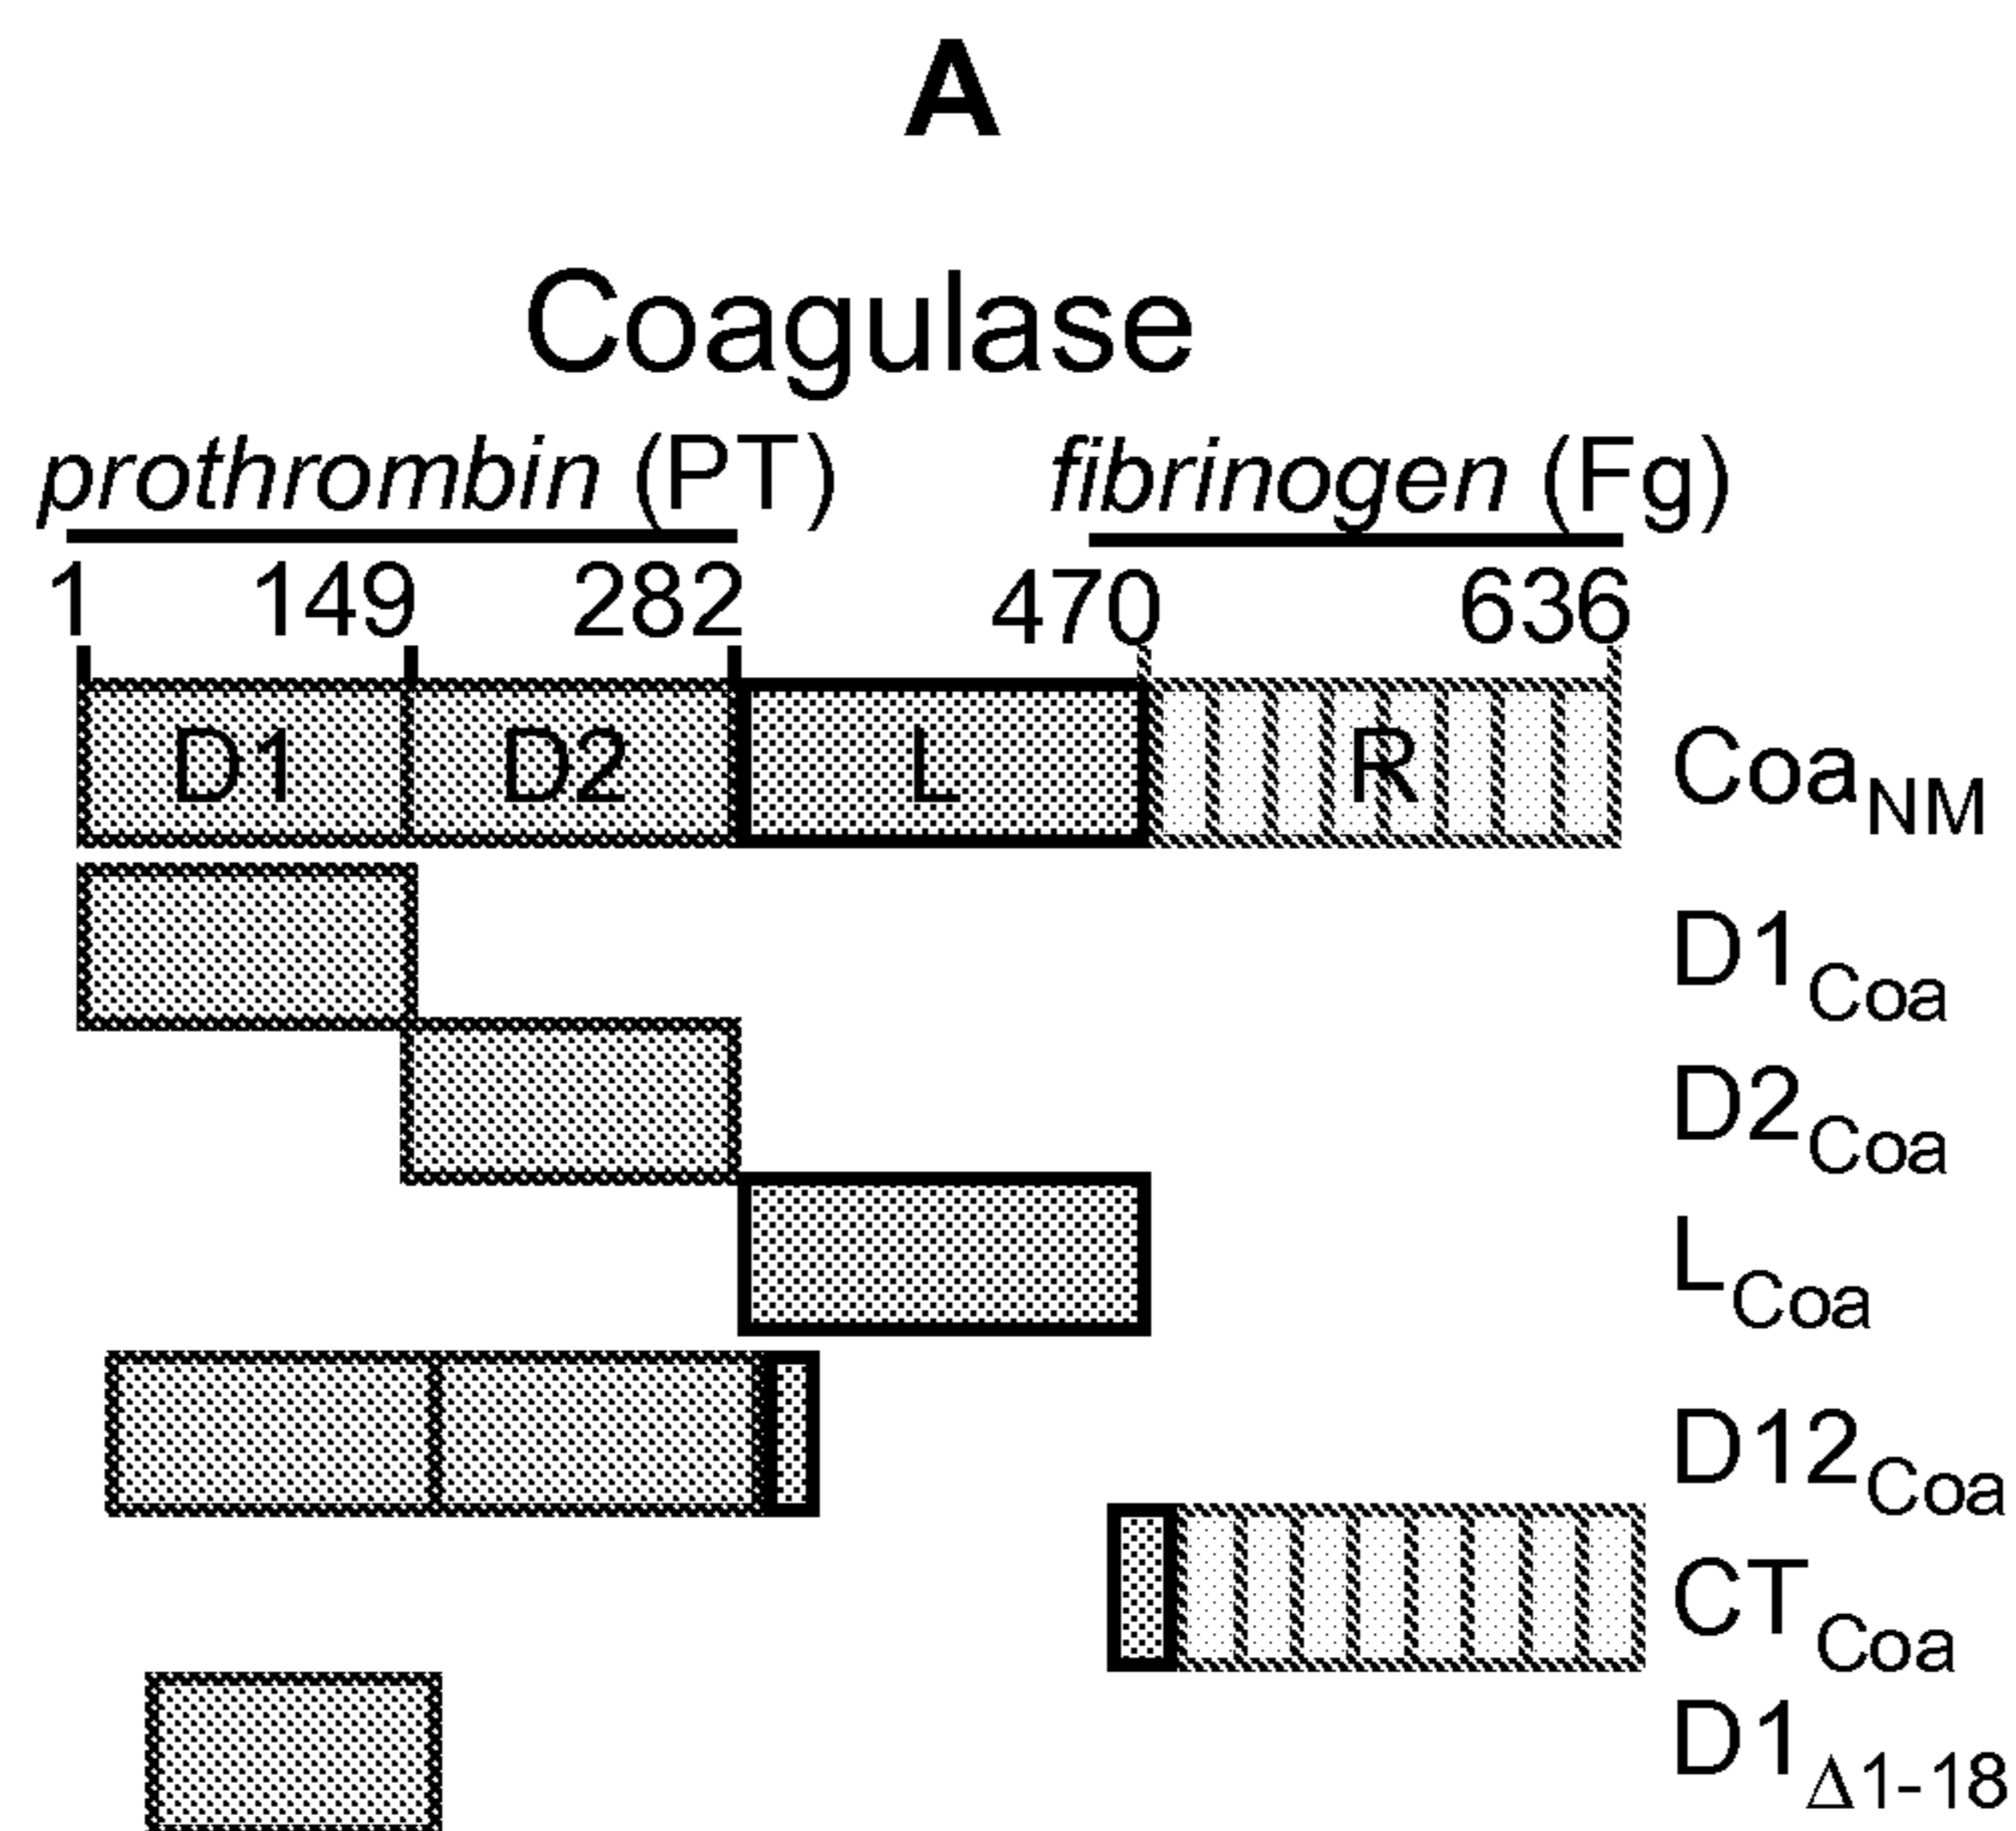 A
Coagulase
prothrombin (PT) fibrinogen (Fg)
1 149 282 470 636
D1 D2 L R CoaNM
D1Coa
D2Coa
LCoa
D12Coa
CTCoa
D1Δ1-18